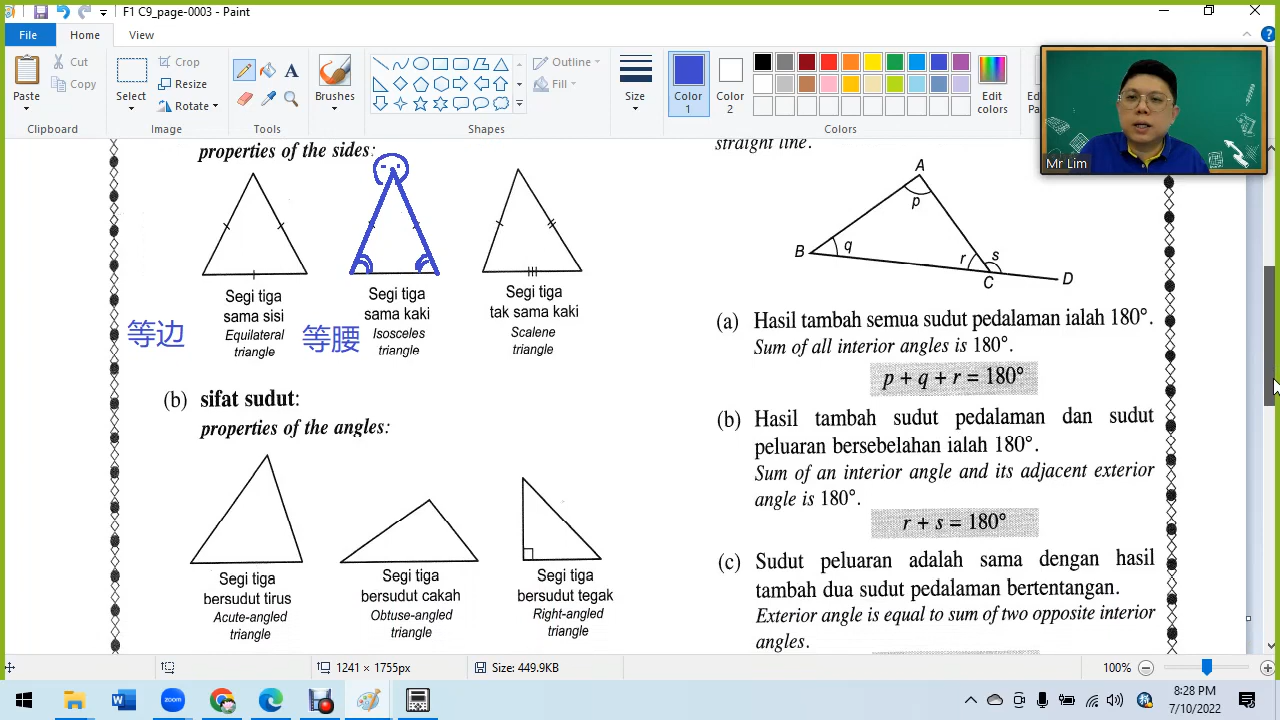 F1 C9_page-0003 - Paint
File
Home
View
Paste
Cut
Copy
Clipboard
Select
Crop
Resize
Rotate
Image
A
Tools
Brushes
Shapes
Outline
Fill
Size
Color 1
Color 2
Edit colors
Colors
Mr Lim
properties of the sides:
Segi tiga
sama sisi
Equilateral
triangle
等边
Segi tiga
sama kaki
Isosceles
triangle
等腰
Segi tiga
tak sama kaki
Scalene
triangle
(b) sifat sudut:
properties of the angles:
Segi tiga
bersudut tirus
Acute-angled
triangle
Segi tiga
bersudut cakah
Obtuse-angled
triangle
Segi tiga
bersudut tegak
Right-angled
triangle
straight line.
A
p
B
q
r
s
C
D
(a) Hasil tambah semua sudut pedalaman ialah 180°.
Sum of all interior angles is 180°.
p + q + r = 180°
(b) Hasil tambah sudut pedalaman dan sudut
peluaran bersebelahan ialah 180°.
Sum of an interior angle and its adjacent exterior
angle is 180°.
r + s = 180°
(c) Sudut peluaran adalah sama dengan hasil
tambah dua sudut pedalaman bertentangan.
Exterior angle is equal to sum of two opposite interior
angles.
1241 × 1755px
Size: 449.9KB
100%
zoom
8:28 PM
7/10/2022